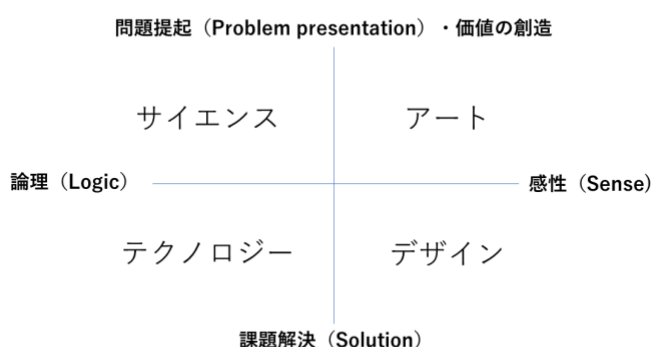 問題提起（Problem presentation）・価値の創造
サイエンス
アート
論理（Logic）
感性（Sense)
テクノロジー
デザイン
課題解決（Solution）